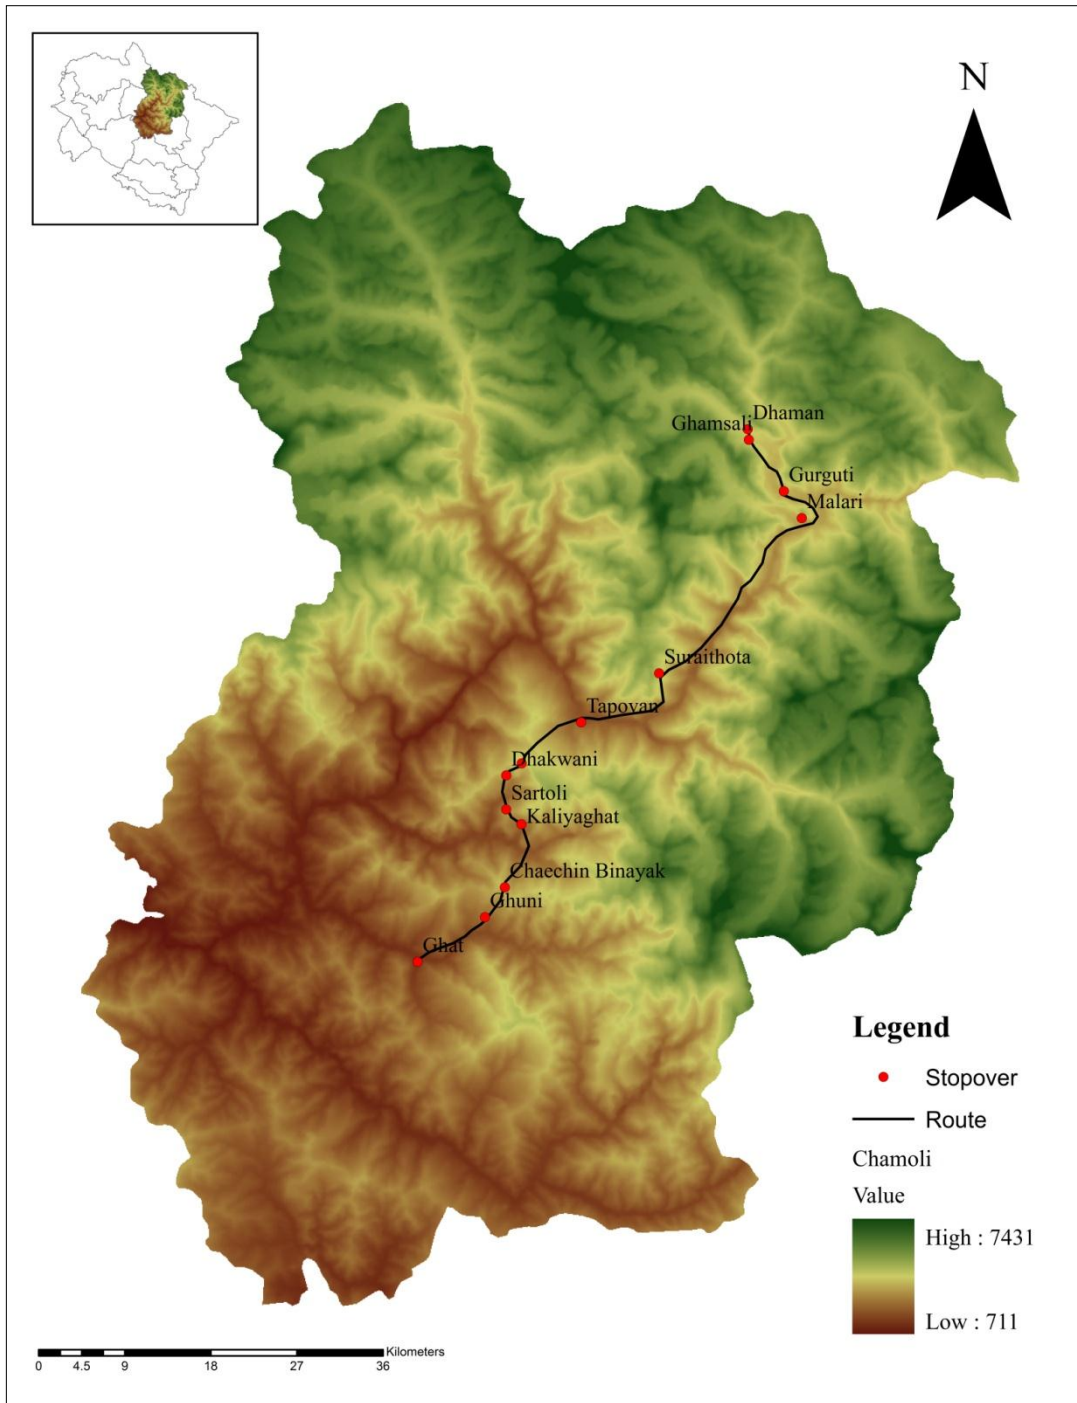 N
Dhaman
Ghamsali
Gurguti
Malari
Suraithota
Tapovan
Dhakwani
Sartoli
Kaliyaghat
Chaechin Binayak
Ghuni
Ghat
Legend
Stopover
Route
Chamoli
Value
High : 7431
Low : 711
Kilometers
0 4.5 9 18 27 36